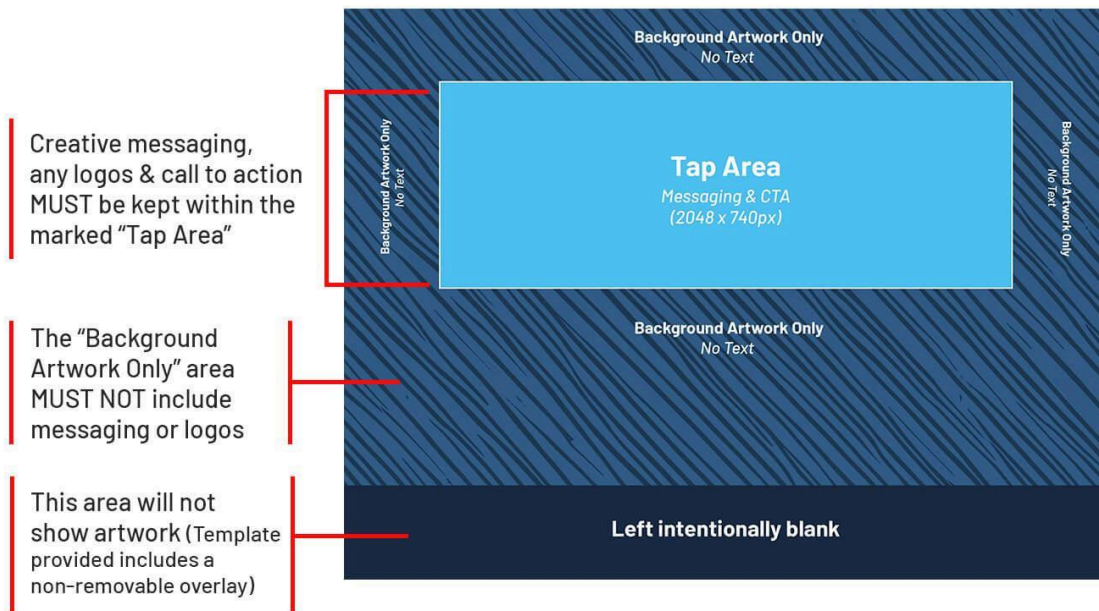 Creative messaging,
any logos & call to action
MUST be kept within the
marked “Tap Area”
The “Background
Artwork Only” area
MUST NOT include
messaging or logos
This area will not
show artwork (Template
provided includes a
non-removable overlay)
Background Artwork Only
No Text
Background Artwork Only
No Text
Tap Area
Messaging & CTA
(2048 x 740px)
Background Artwork Only
No Text
Background Artwork Only
No Text
Left intentionally blank